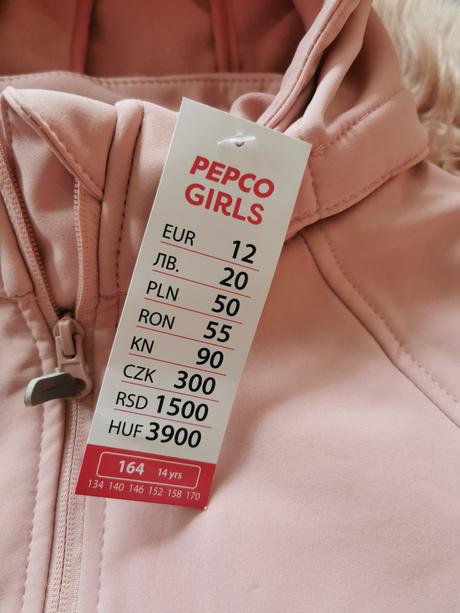 PEPCO
GIRLS
EUR 12
ЛВ. 20
PLN 50
RON 55
KN 90
CZK 300
RSD 1500
HUF 3900
164 14 yrs
134 140 146 152 158 170